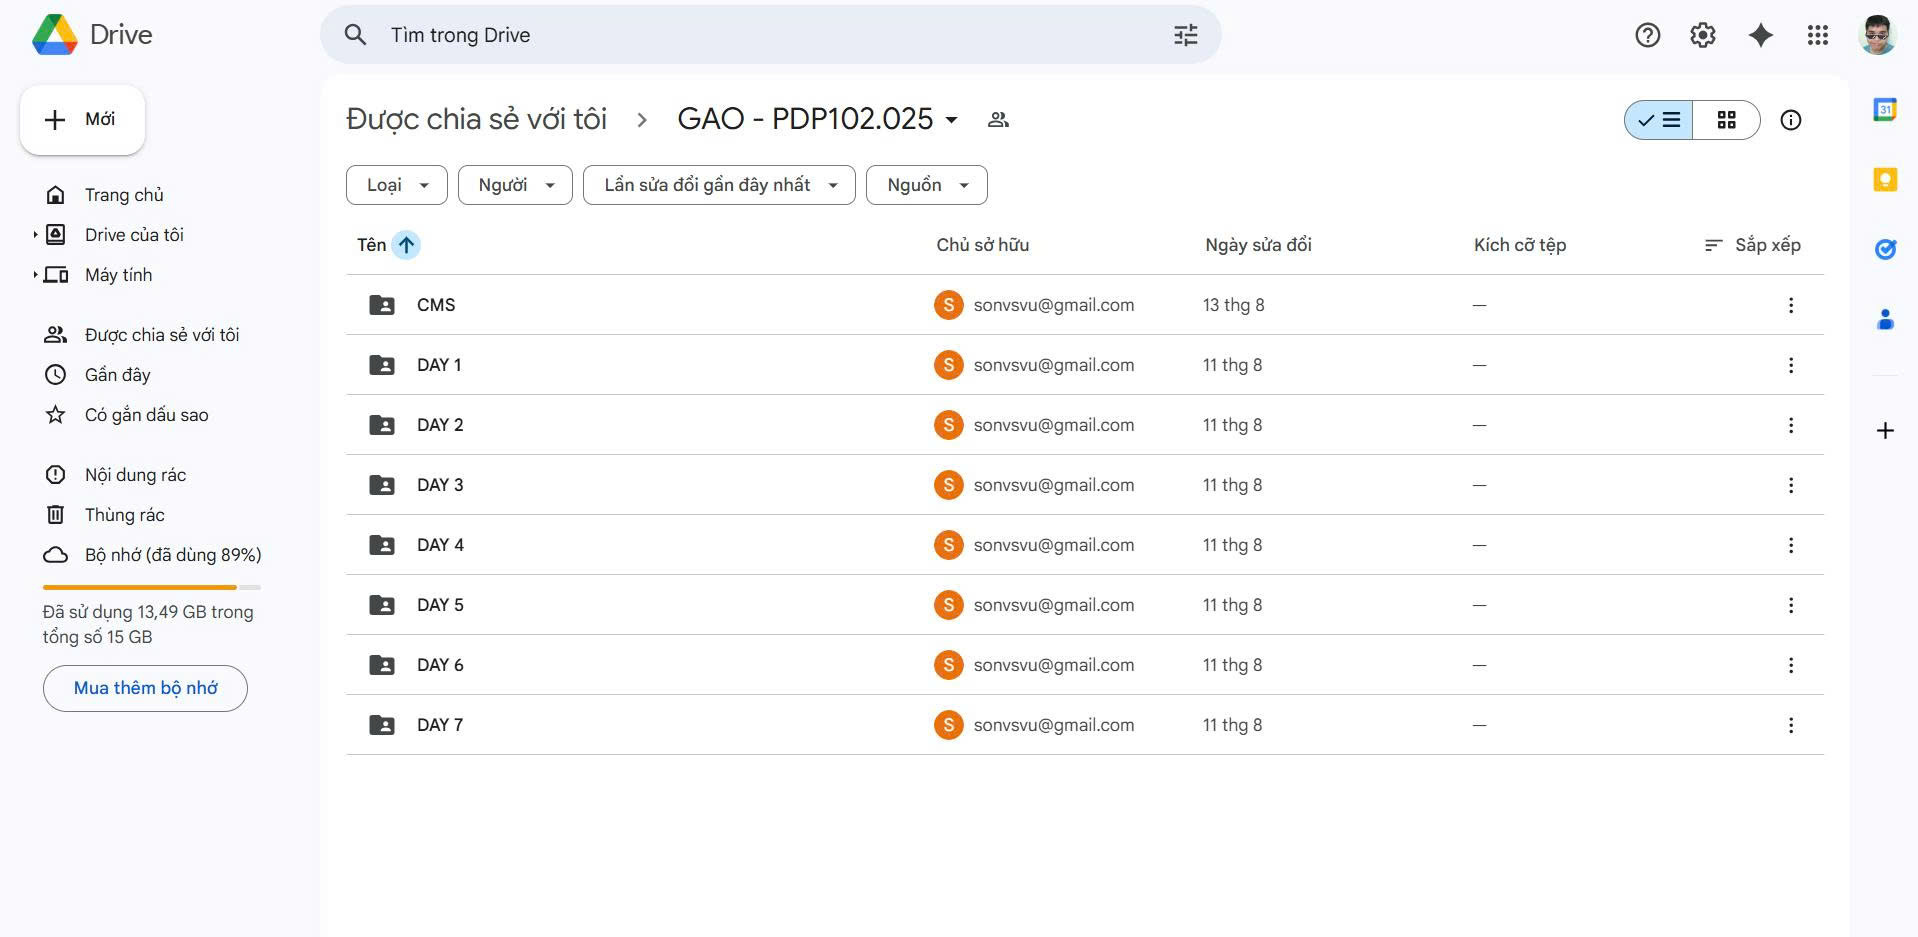 Drive
Tìm trong Drive
Mới
Trang chủ
Drive của tôi
Máy tính
Được chia sẻ với tôi
Gần đây
Có gắn dấu sao
Nội dung rác
Thùng rác
Bộ nhớ (đã dùng 89%)
Đã sử dụng 13,49 GB trong
tổng số 15 GB
Mua thêm bộ nhớ
Được chia sẻ với tôi GAO - PDP102.025
Loại Người Lần sửa đổi gần đây nhất Nguồn
Tên Chủ sở hữu Ngày sửa đổi Kích cỡ tệp Sắp xếp
CMS S sonvsvu@gmail.com 13 thg 8 —
DAY 1 S sonvsvu@gmail.com 11 thg 8 —
DAY 2 S sonvsvu@gmail.com 11 thg 8 —
DAY 3 S sonvsvu@gmail.com 11 thg 8 —
DAY 4 S sonvsvu@gmail.com 11 thg 8 —
DAY 5 S sonvsvu@gmail.com 11 thg 8 —
DAY 6 S sonvsvu@gmail.com 11 thg 8 —
DAY 7 S sonvsvu@gmail.com 11 thg 8 —
31